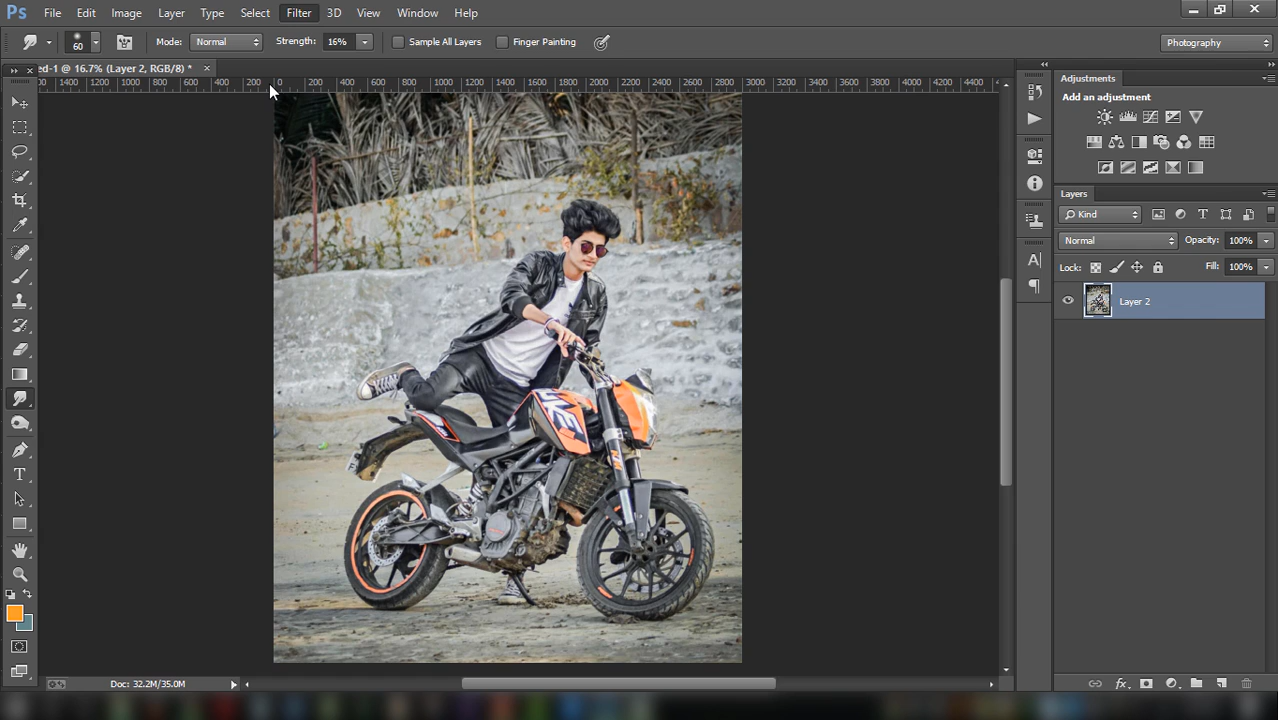 Ps File Edit Image Layer Type Select Filter 3D View Window Help
60 Mode: Normal Strength: 16% Sample All Layers Finger Painting Photography
ed-1 @ 16.7% (Layer 2, RGB/8) * ×
1400 1200 1000 800 600 400 200 0 200 400 600 800 1000 1200 1400 1600 1800 2000 2200 2400 2600 2800 3000 3200 3400 3600 3800 4000 4200 4400
Adjustments
Add an adjustment
Layers
Kind
Normal Opacity: 100%
Lock: Fill: 100%
Layer 2
Doc: 32.2M/35.0M